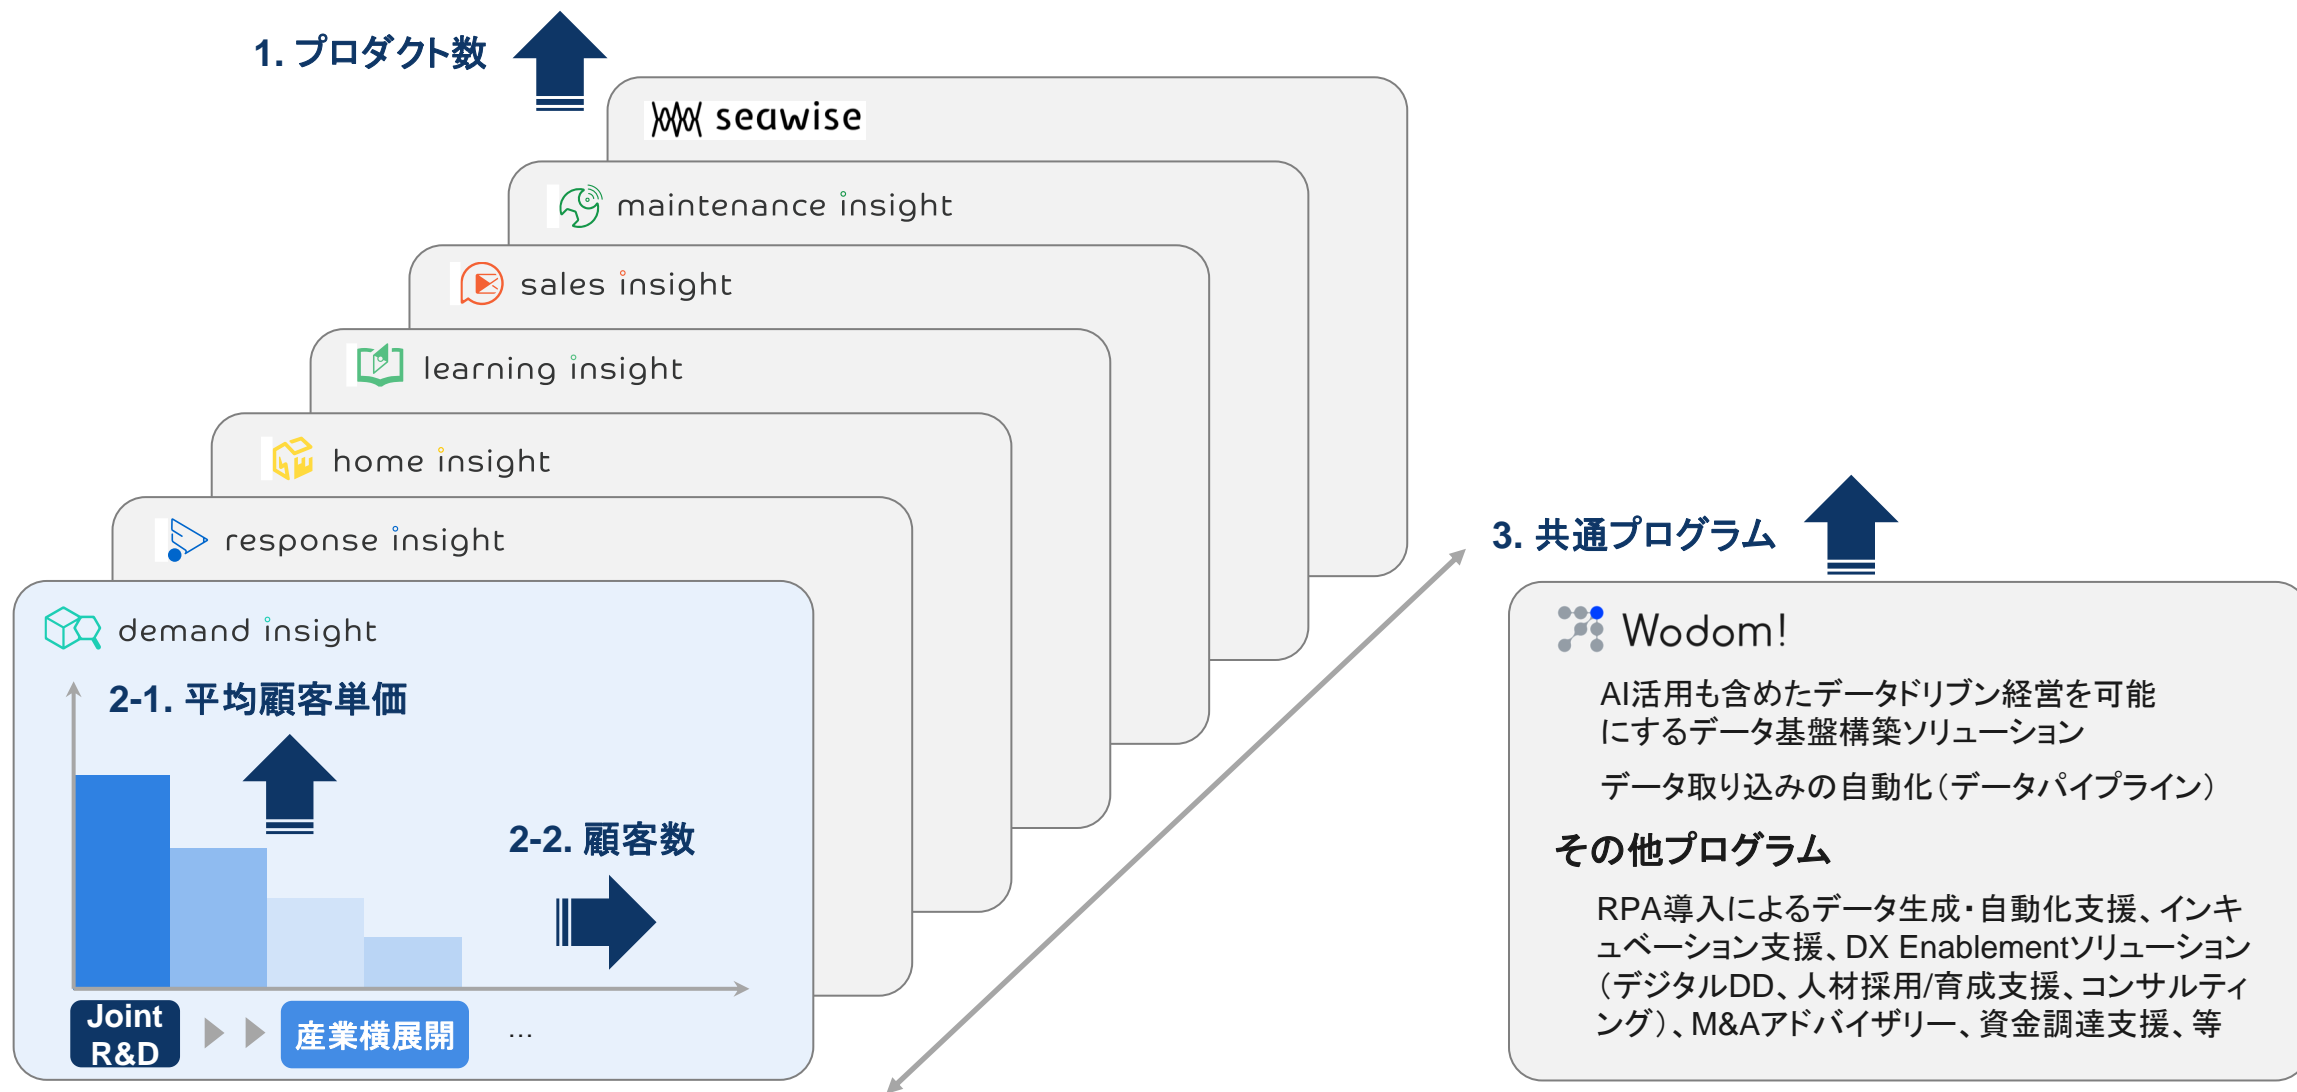 1. プロダクト数
seawise
maintenance insight
sales insight
learning insight
home insight
response insight
demand insight
2-1. 平均顧客単価
2-2. 顧客数
Joint
R&D
産業横展開
…
3. 共通プログラム
Wodom!
AI活用も含めたデータドリブン経営を可能
にするデータ基盤構築ソリューション
データ取り込みの自動化（データパイプライン）
その他プログラム
RPA導入によるデータ生成・自動化支援、インキ
ュベーション支援、DX Enablementソリューション
（デジタルDD、人材採用/育成支援、コンサルティ
ング）、M&Aアドバイザリー、資金調達支援、等